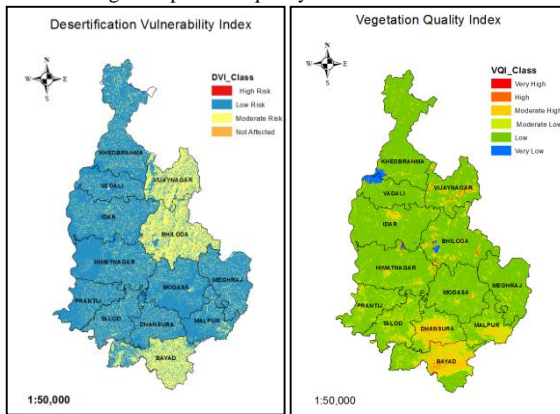 Desertification Vulnerability Index
N
W
E
S
DVI_Class
High Risk
Low Risk
Moderate Risk
Not Affected
KHEDBRAHMA
VIJAYNAGAR
VADALI
IDAR
BHILODA
HIMATNAGAR
MEGHRAJ
MODASA
PRANTIJ
TALOD
DHANSURA
MALPUR
BAYAD
1:50,000
Vegetation Quality Index
N
W
E
S
VQI_Class
Very High
High
Moderate High
Moderate Low
Low
Very Low
KHEDBRAHMA
VIJAYNAGAR
VADALI
IDAR
BHILODA
HIMATNAGAR
MEGHRAJ
MODASA
PRANTIJ
TALOD
DHANSURA
MALPUR
BAYAD
1:50,000